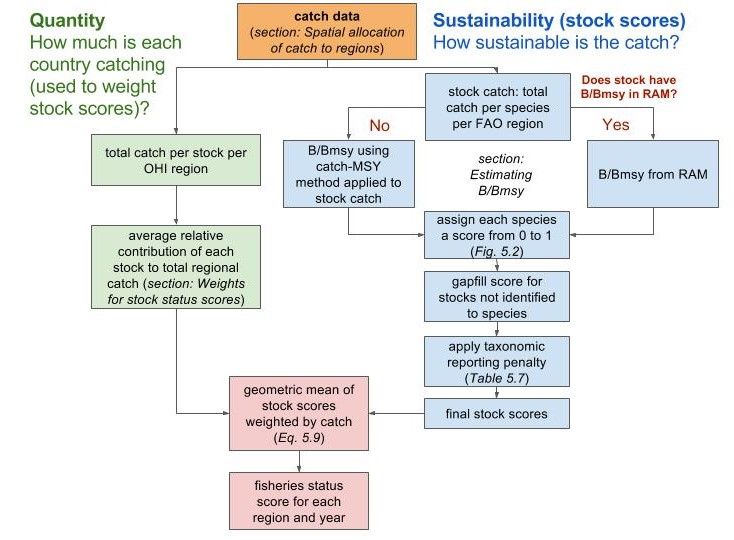 Quantity
How much is each
country catching
(used to weight
stock scores)?
catch data
(section: Spatial allocation
of catch to regions)
Sustainability (stock scores)
How sustainable is the catch?
stock catch: total
catch per species
per FAO region
Does stock have
B/Bmsy in RAM?
No
Yes
total catch per stock per
OHI region
B/Bmsy using
catch-MSY
method applied to
stock catch
section:
Estimating
B/Bmsy
B/Bmsy from RAM
average relative
contribution of each
stock to total regional
catch (section: Weights
for stock status scores)
assign each species
a score from 0 to 1
(Fig. 5.2)
gapfill score for
stocks not identified
to species
apply taxonomic
reporting penalty
(Table 5.7)
final stock scores
geometric mean of
stock scores
weighted by catch
(Eq. 5.9)
fisheries status
score for each
region and year